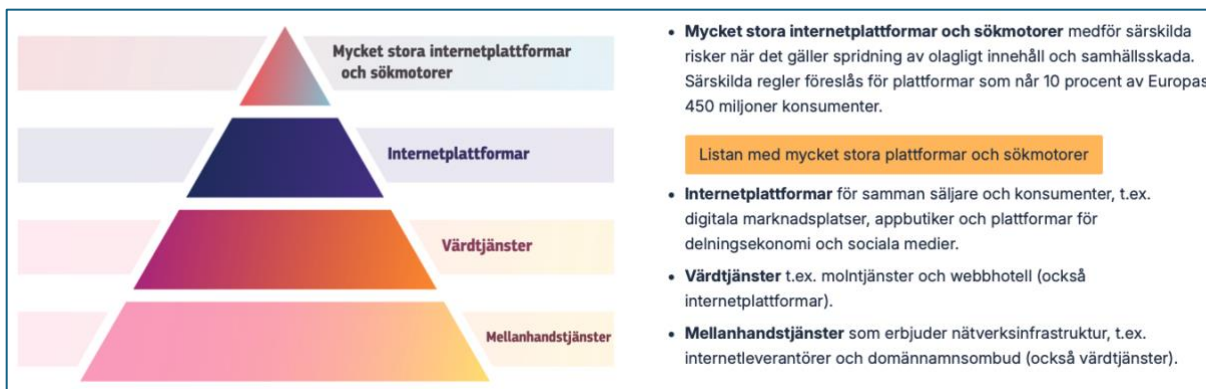 Mycket stora internetplattformar
och sökmotorer
Internetplattformar
Värdtjänster
Mellanhandstjänster
• Mycket stora internetplattformar och sökmotorer medför särskilda
risker när det gäller spridning av olagligt innehåll och samhällsskada.
Särskilda regler föreslås för plattformar som når 10 procent av Europas
450 miljoner konsumenter.
Listan med mycket stora plattformar och sökmotorer
• Internetplattformar för samman säljare och konsumenter, t.ex.
digitala marknadsplatser, appbutiker och plattformar för
delningsekonomi och sociala medier.
• Värdtjänster t.ex. molntjänster och webbhotell (också
internetplattformar).
• Mellanhandstjänster som erbjuder nätverksinfrastruktur, t.ex.
internetleverantörer och domännamnsombud (också värdtjänster).